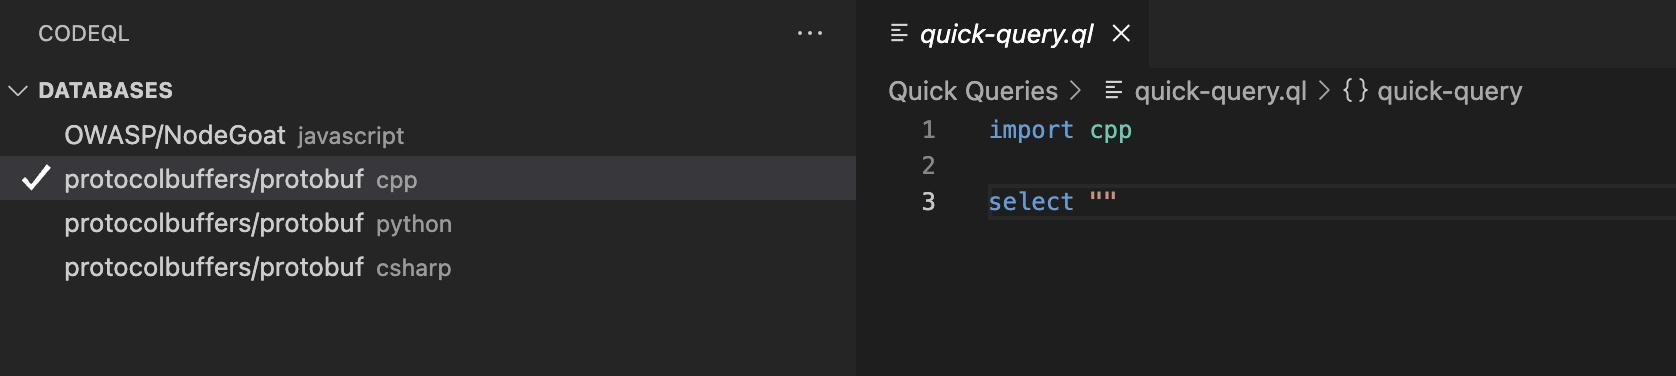 CODEQL
DATABASES
OWASP/NodeGoat javascript
protocolbuffers/protobuf cpp
protocolbuffers/protobuf python
protocolbuffers/protobuf csharp
quick-query.ql
Quick Queries > quick-query.ql > {} quick-query
1 import cpp
2
3 select ""